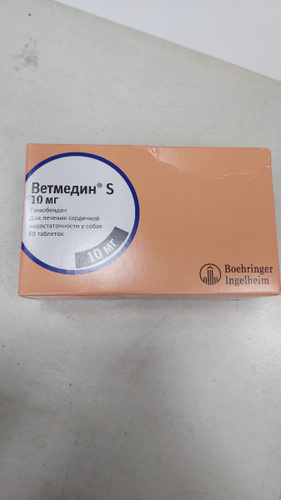 Ветмедин® S
10 мг
Пимобендан
Для лечения сердечной
недостаточности у собак
50 таблеток
10 мг
Boehringer
Ingelheim